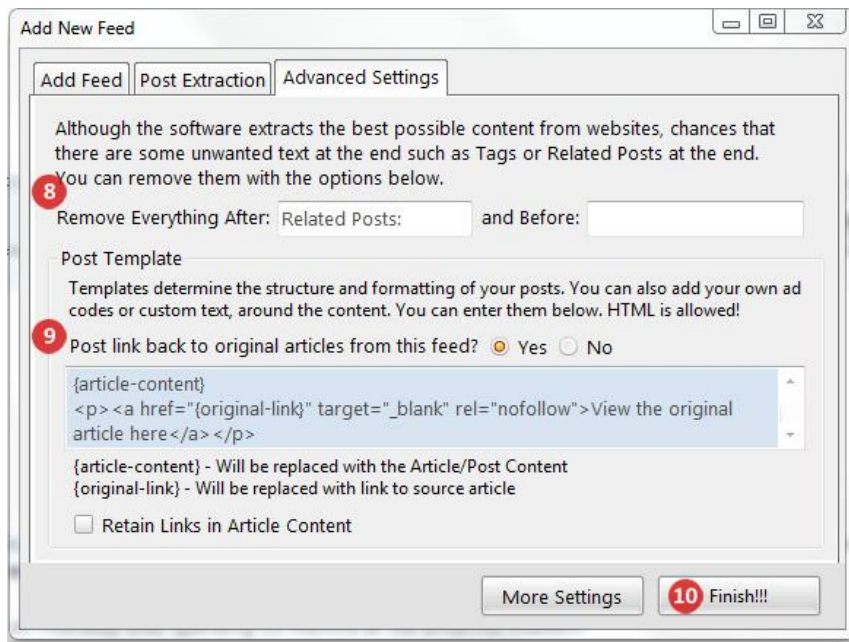 Add New Feed
Add Feed Post Extraction Advanced Settings
Although the software extracts the best possible content from websites, chances that
there are some unwanted text at the end such as Tags or Related Posts at the end.
You can remove them with the options below.
8
Remove Everything After: Related Posts: and Before:
Post Template
Templates determine the structure and formatting of your posts. You can also add your own ad
codes or custom text, around the content. You can enter them below. HTML is allowed!
9
Post link back to original articles from this feed? Yes No
{article-content}
<p><a href="{original-link}" target="_blank" rel="nofollow">View the original
article here</a></p>
{article-content} - Will be replaced with the Article/Post Content
{original-link} - Will be replaced with link to source article
Retain Links in Article Content
More Settings 10 Finish!!!